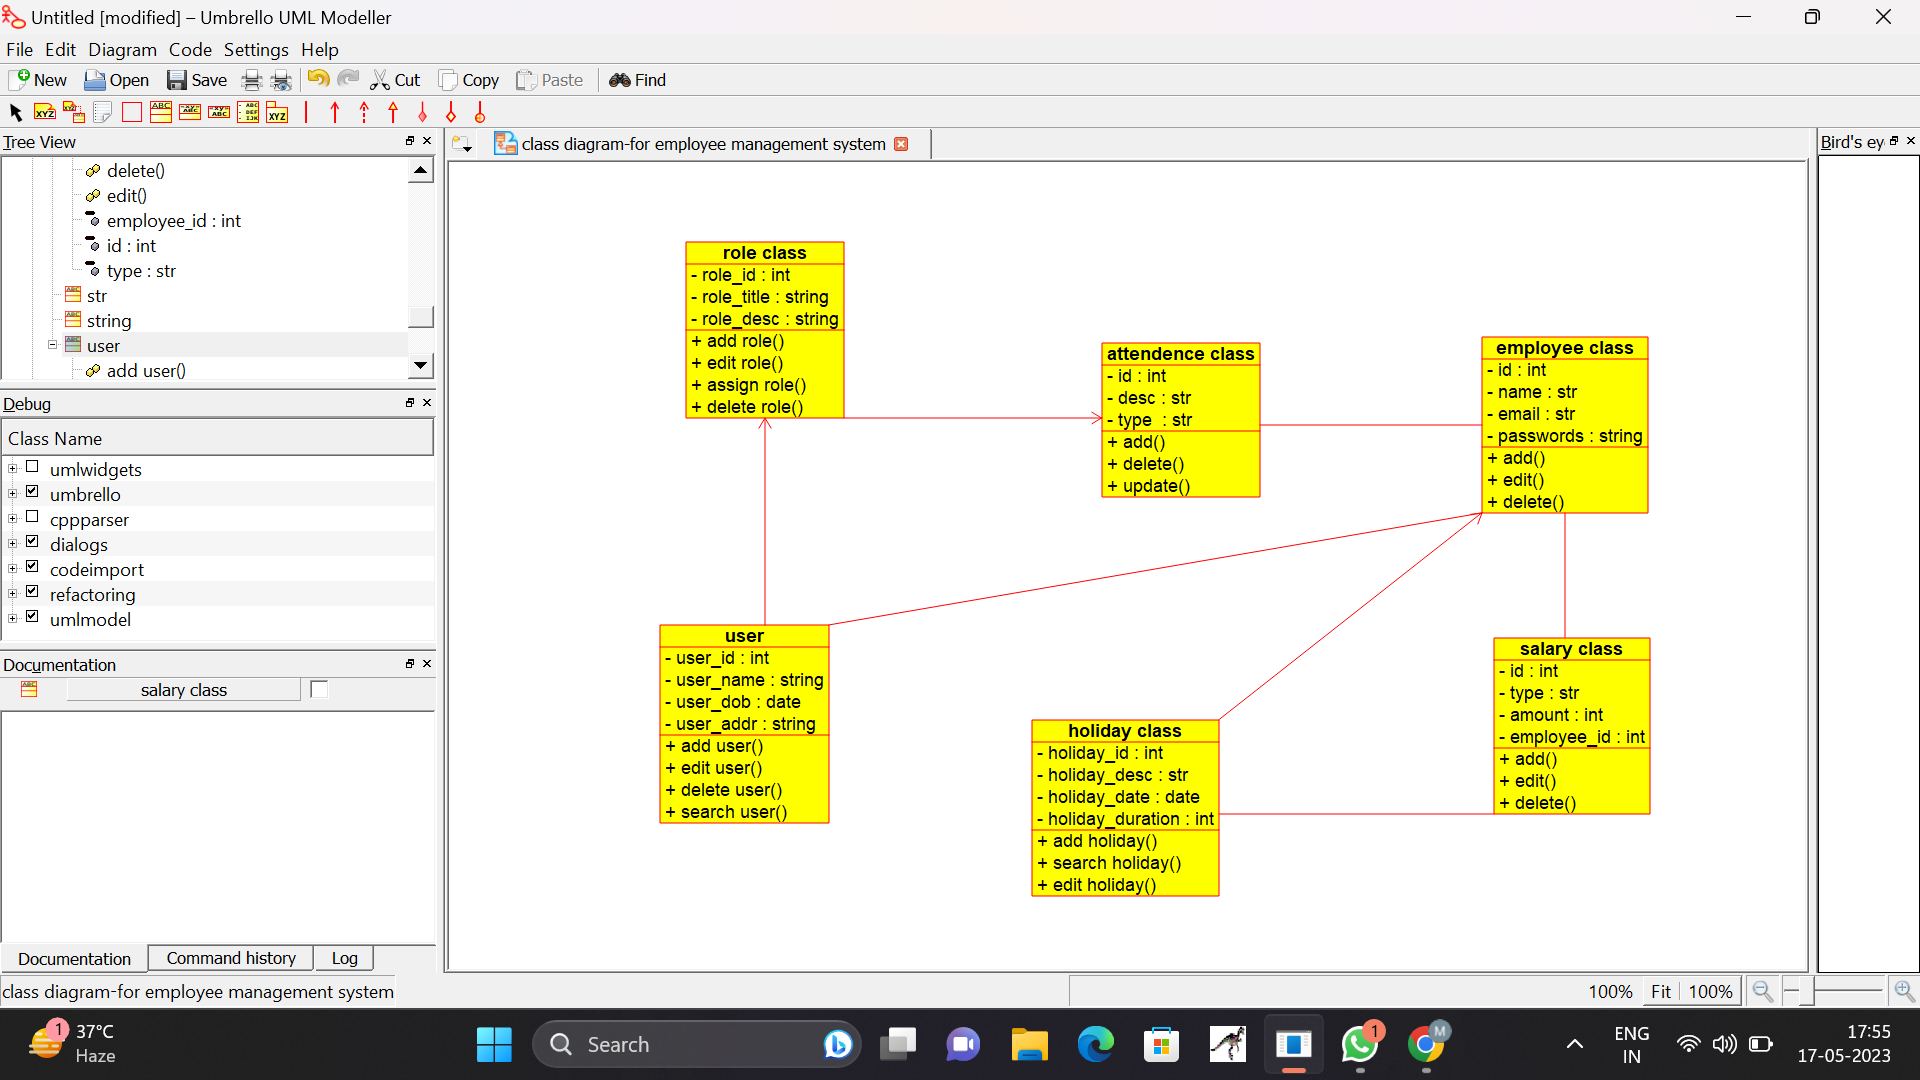 Untitled [modified] – Umbrello UML Modeller
File Edit Diagram Code Settings Help
New Open Save Cut Copy Paste Find
Tree View
delete()
edit()
employee_id : int
id : int
type : str
str
string
user
add user()
Debug
Class Name
umlwidgets
umbrello
cppparser
dialogs
codeimport
refactoring
umlmodel
Documentation
salary class
Documentation Command history Log
class diagram-for employee management system
Bird's ey
role class
- role_id : int
- role_title : string
- role_desc : string
+ add role()
+ edit role()
+ assign role()
+ delete role()
attendence class
- id : int
- desc : str
- type : str
+ add()
+ delete()
+ update()
employee class
- id : int
- name : str
- email : str
- passwords : string
+ add()
+ edit()
+ delete()
user
- user_id : int
- user_name : string
- user_dob : date
- user_addr : string
+ add user()
+ edit user()
+ delete user()
+ search user()
holiday class
- holiday_id : int
- holiday_desc : str
- holiday_date : date
- holiday_duration : int
+ add holiday()
+ search holiday()
+ edit holiday()
salary class
- id : int
- type : str
- amount : int
- employee_id : int
+ add()
+ edit()
+ delete()
class diagram-for employee management system
100% Fit 100%
1
37°C
Haze
Search
1
M
ENG
IN
17:55
17-05-2023